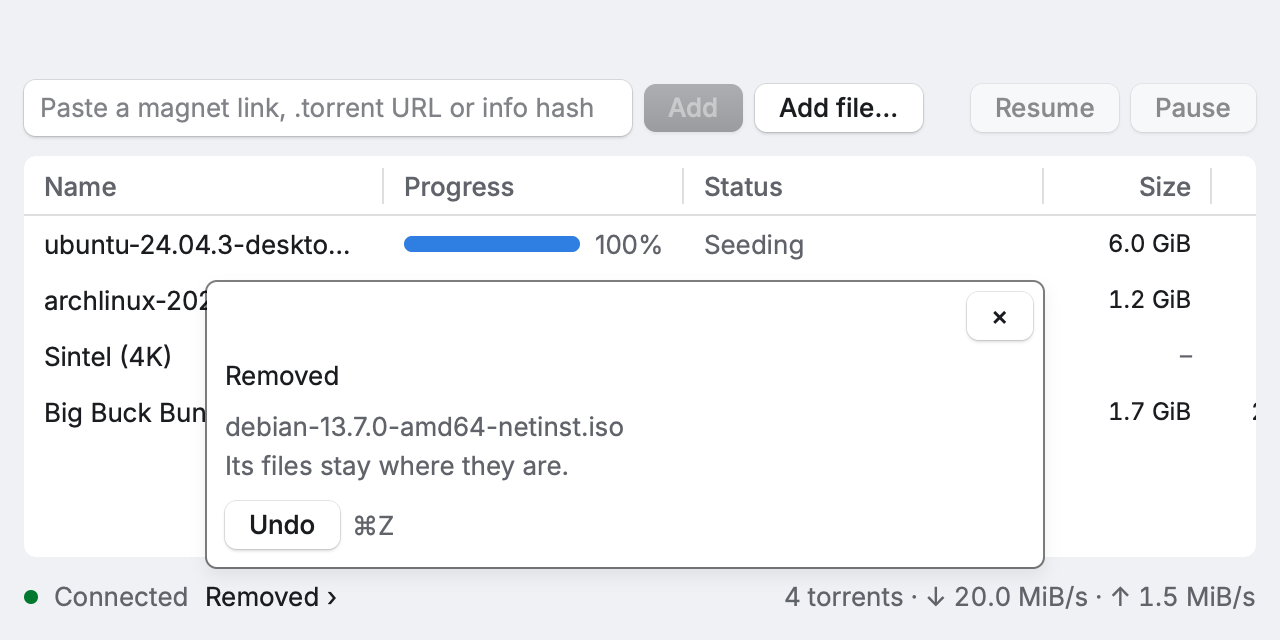 Paste a magnet link, .torrent URL or info hash Add Add file... Resume Pause
Name Progress Status Size
ubuntu-24.04.3-deskto... 100% Seeding 6.0 GiB
archlinux-202 1.2 GiB
Sintel (4K) –
Big Buck Bun 1.7 GiB
×
Removed
debian-13.7.0-amd64-netinst.iso
Its files stay where they are.
Undo ⌘Z
Connected Removed › 4 torrents · ↓ 20.0 MiB/s · ↑ 1.5 MiB/s